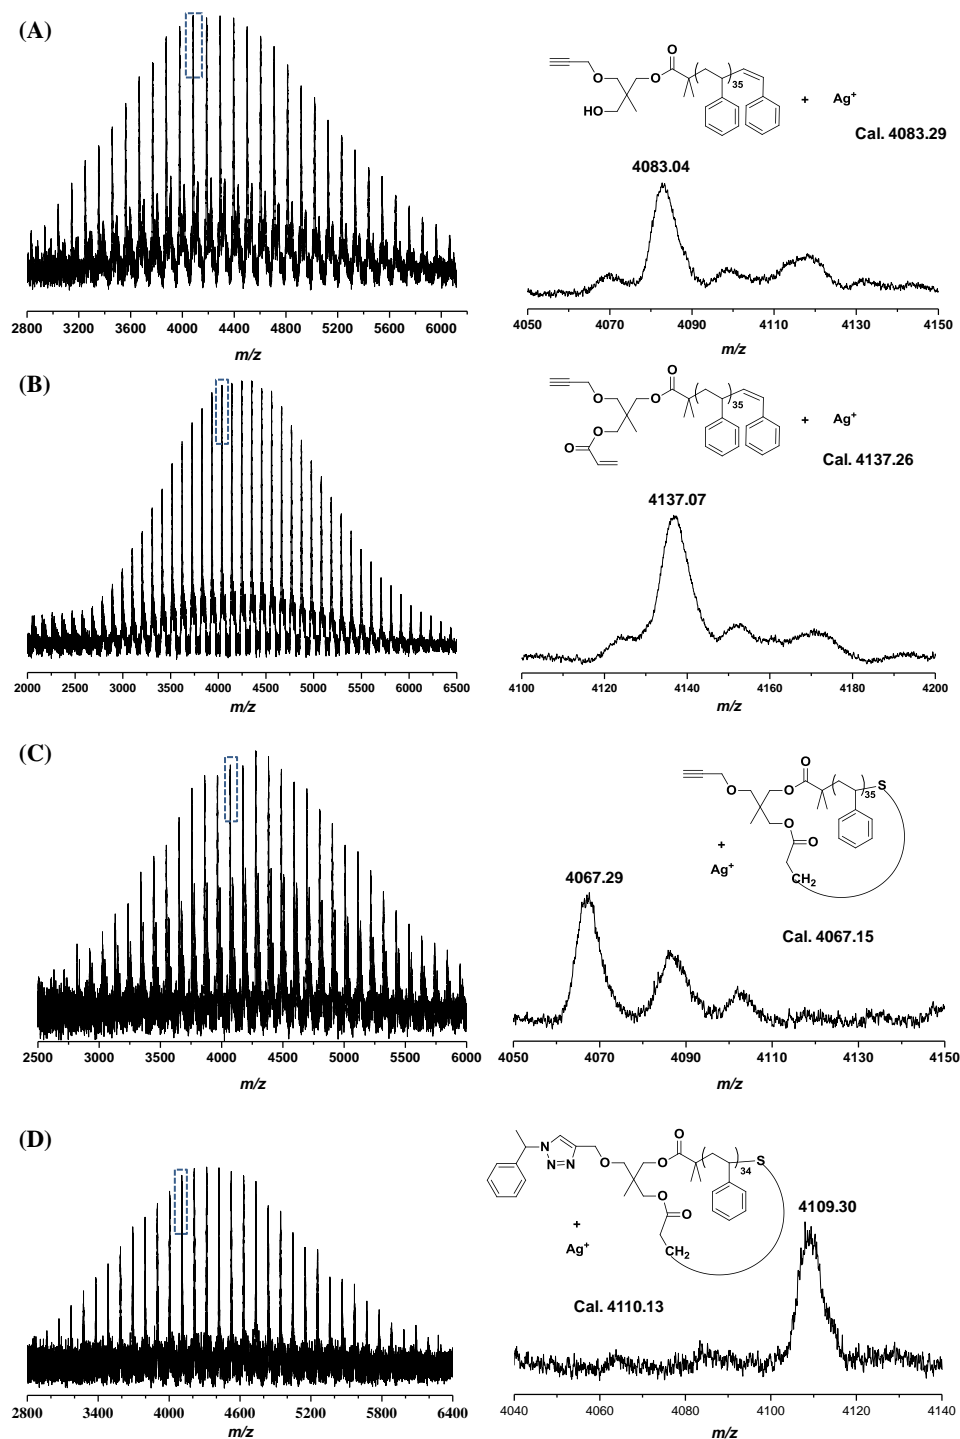 (A)
O
O
O
35
HO
+ Ag+
Cal. 4083.29
4083.04
2800 3200 3600 4000 4400 4800 5200 5600 6000
m/z
4050 4070 4090 4110 4130 4150
m/z
(B)
O
O
O
35
O
O
+ Ag+
Cal. 4137.26
4137.07
2000 2500 3000 3500 4000 4500 5000 5500 6000 6500
m/z
4100 4120 4140 4160 4180 4200
m/z
(C)
O
O
O
35
S
O
O
+
Ag+
CH2
4067.29
Cal. 4067.15
2500 3000 3500 4000 4500 5000 5500 6000
m/z
4050 4070 4090 4110 4130 4150
m/z
(D)
O
N
N=N
O
O
34
S
O
O
+
Ag+
CH2
4109.30
Cal. 4110.13
2800 3400 4000 4600 5200 5800 6400
m/z
4040 4060 4080 4100 4120 4140
m/z